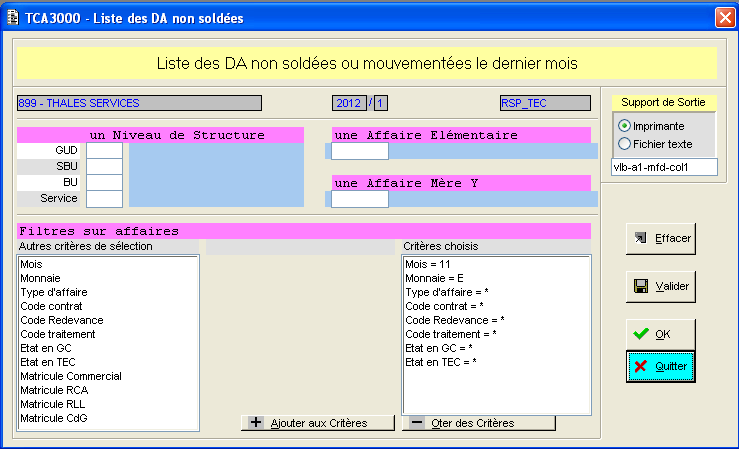 TCA3000 - Liste des DA non soldées
Liste des DA non soldées ou mouvementées le dernier mois
899 - THALES SERVICES
2012 / 1
RSP_TEC
Support de Sortie
Imprimante
Fichier texte
vlb-a1-mfd-col1
un Niveau de Structure
GUD
SBU
BU
Service
une Affaire Elémentaire
une Affaire Mère Y
Filtres sur affaires
Autres critères de sélection
Mois
Monnaie
Type d'affaire
Code contrat
Code Redevance
Code traitement
Etat en GC
Etat en TEC
Matricule Commercial
Matricule RCA
Matricule RLL
Matricule CdG
Critères choisis
Mois = 11
Monnaie = E
Type d'affaire = *
Code contrat = *
Code Redevance = *
Code traitement = *
Etat en GC = *
Etat en TEC = *
Ajouter aux Critères
Oter des Critères
Effacer
Valider
OK
Quitter